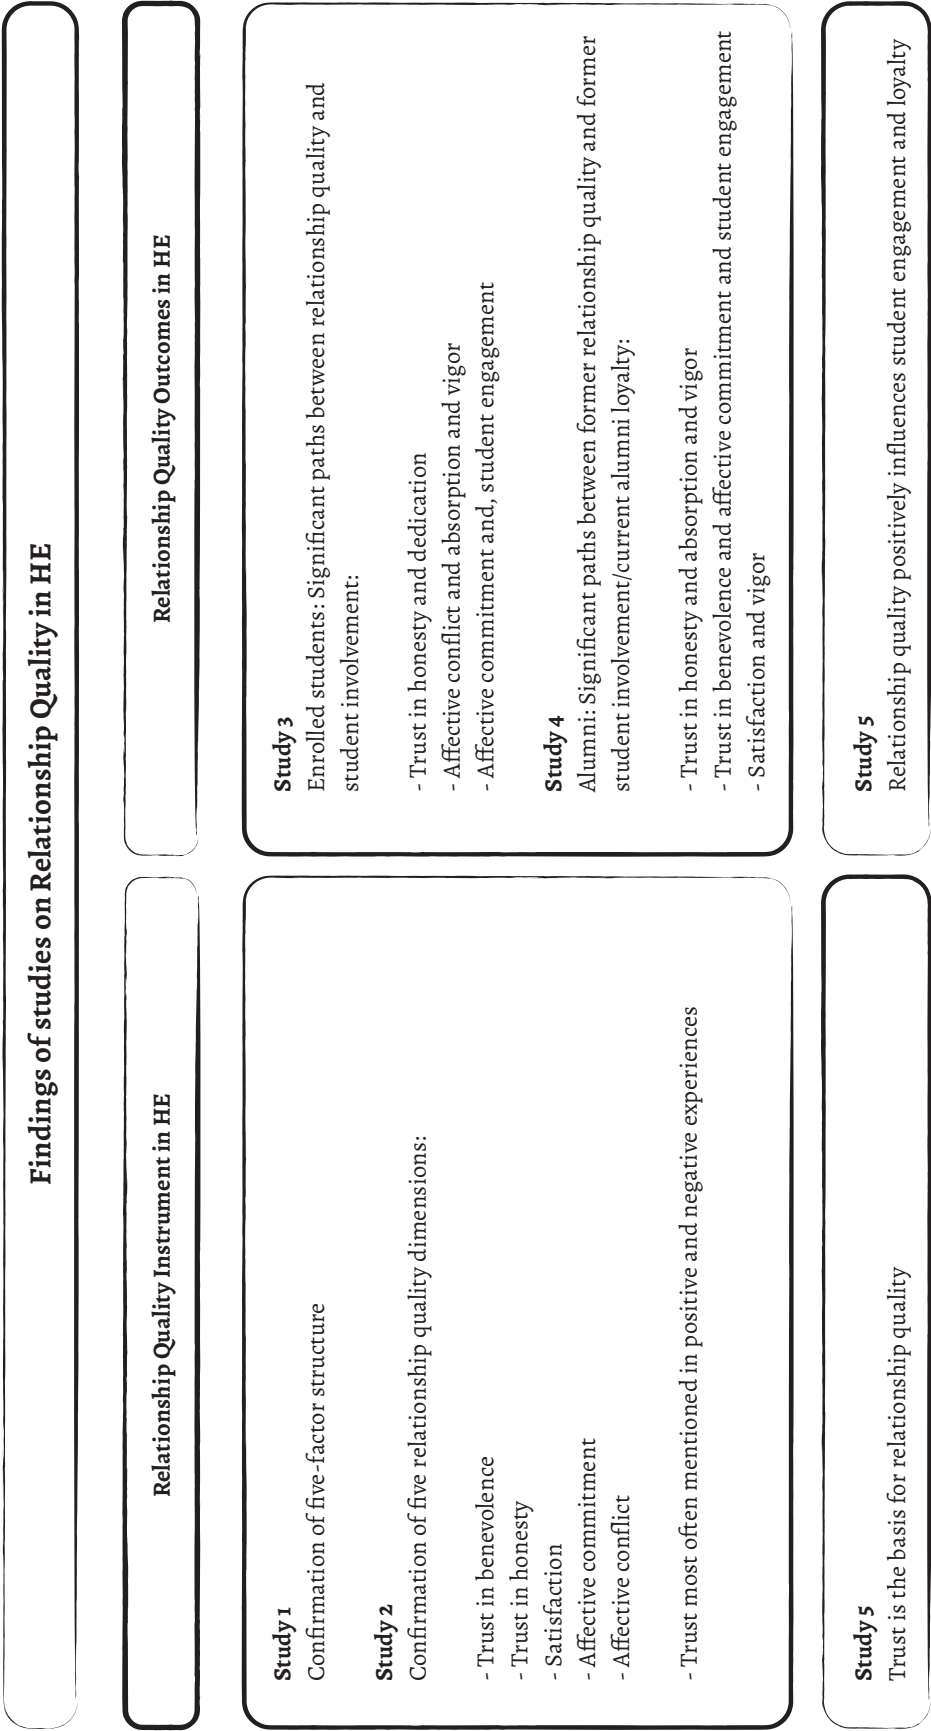 Findings of studies on Relationship Quality in HE
Relationship Quality Instrument in HE
Relationship Quality Outcomes in HE
Study 1
Confirmation of five-factor structure
Study 2
Confirmation of five relationship quality dimensions:
- Trust in benevolence
- Trust in honesty
- Satisfaction
- Affective commitment
- Affective conflict
- Trust most often mentioned in positive and negative experiences
Study 3
Enrolled students: Significant paths between relationship quality and
student involvement:
- Trust in honesty and dedication
- Affective conflict and absorption and vigor
- Affective commitment and, student engagement
Study 4
Alumni: Significant paths between former relationship quality and former
student involvement/current alumni loyalty:
- Trust in honesty and absorption and vigor
- Trust in benevolence and affective commitment and student engagement
- Satisfaction and vigor
Study 5
Trust is the basis for relationship quality
Study 5
Relationship quality positively influences student engagement and loyalty